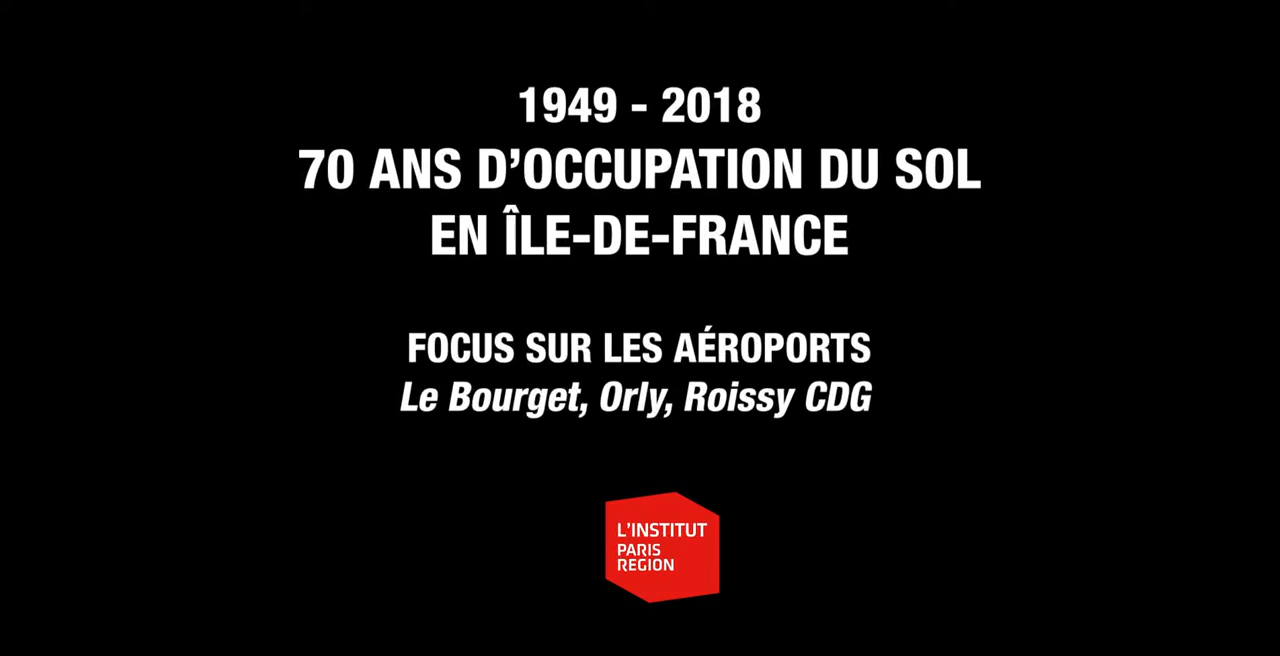 1949 - 2018
70 ANS D’OCCUPATION DU SOL
EN ÎLE-DE-FRANCE
FOCUS SUR LES AÉROPORTS
Le Bourget, Orly, Roissy CDG
L’INSTITUT
PARIS
REGION